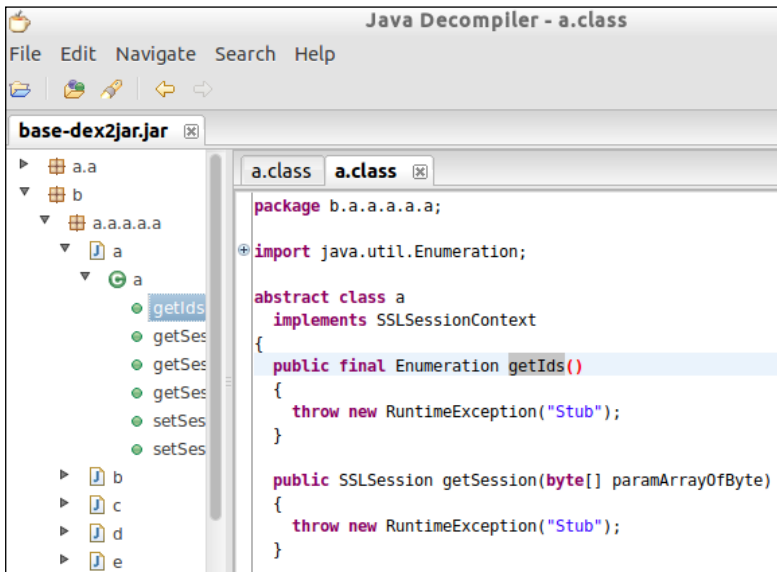 Java Decompiler - a.class
File Edit Navigate Search Help
base-dex2jar.jar
a.a
b
a.a.a.a.a
J a
C a
getIds
getSes
getSes
getSes
setSes
setSes
J b
J c
J d
J e
a.class a.class
package b.a.a.a.a.a;
import java.util.Enumeration;
abstract class a
implements SSLSessionContext
{
public final Enumeration getIds()
{
throw new RuntimeException("Stub");
}
public SSLSession getSession(byte[] paramArrayOfByte)
{
throw new RuntimeException("Stub");
}